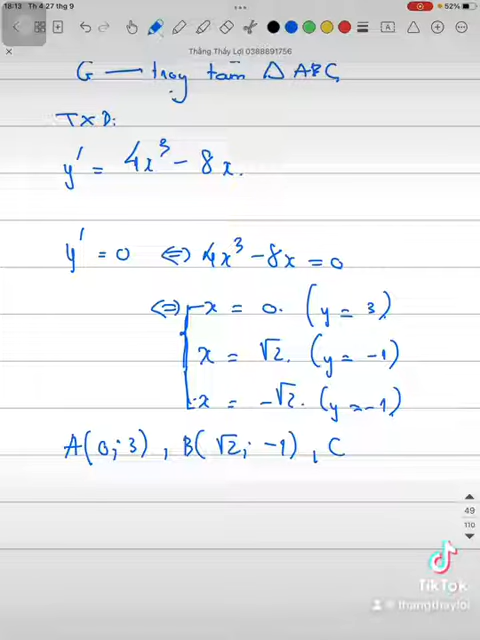 18:13 Th 4 27 thg 9
52%
Thắng Thầy Lợi 0388891756
G → trọng tâm Δ ABC
TXĐ:
y' = 4x³ - 8x.
y' = 0 ⇔ 4x³ - 8x = 0
⇔ x = 0. (y = 3)
x = √2. (y = -1)
x = -√2. (y = -1)
A(0; 3), B(√2; -1), C
49
110
TikTok
@thangthayloi